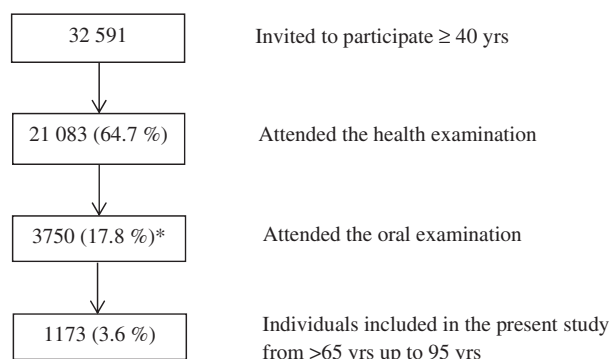 32 591 Invited to participate ≥ 40 yrs
21 083 (64.7 %) Attended the health examination
3750 (17.8 %)* Attended the oral examination
1173 (3.6 %) Individuals included in the present study
from >65 yrs up to 95 yrs